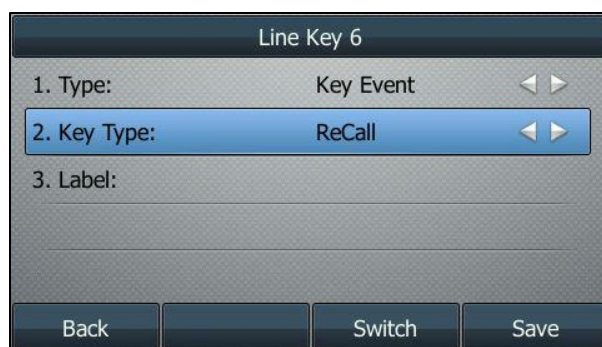 Line Key 6
1. Type: Key Event
2. Key Type: ReCall
3. Label:
Back Switch Save